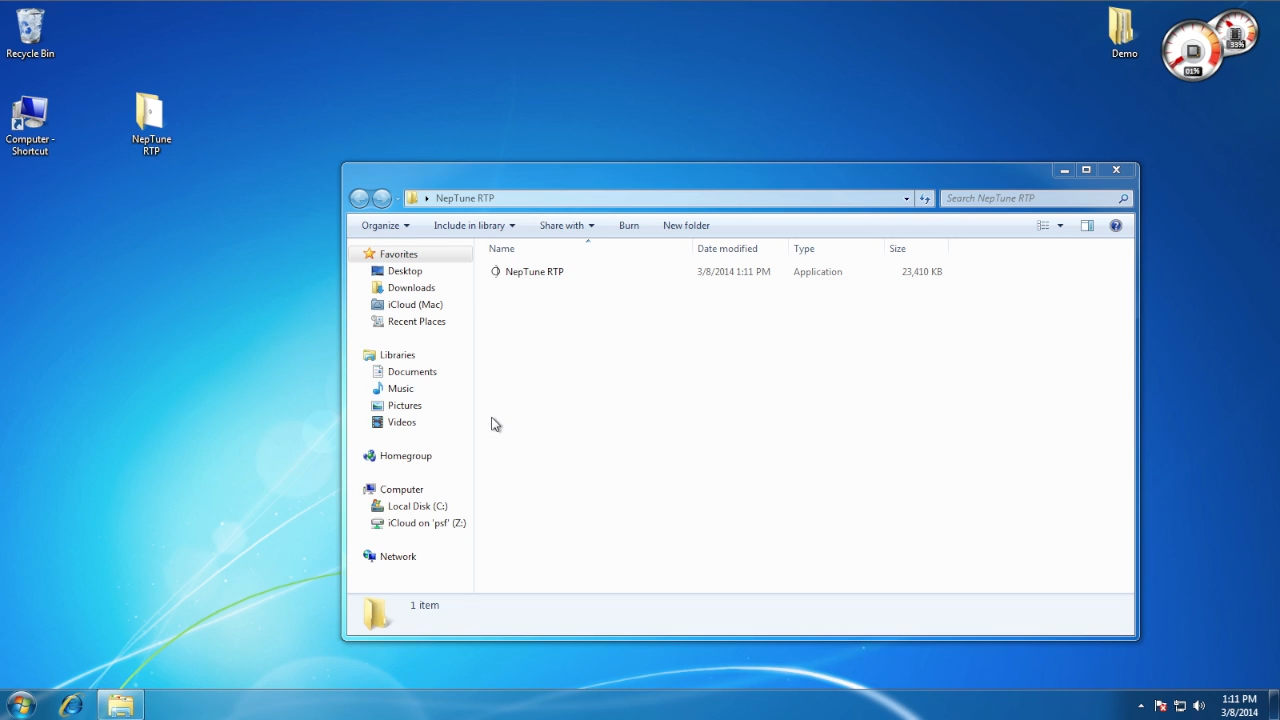 Recycle Bin
Computer -
Shortcut
NepTune
RTP
Demo
33%
01%
NepTune RTP
Search NepTune RTP
Organize
Include in library
Share with
Burn
New folder
Name
Date modified
Type
Size
NepTune RTP
3/8/2014 1:11 PM
Application
23,410 KB
Favorites
Desktop
Downloads
iCloud (Mac)
Recent Places
Libraries
Documents
Music
Pictures
Videos
Homegroup
Computer
Local Disk (C:)
iCloud on 'psf' (Z:)
Network
1 item
1:11 PM
3/8/2014